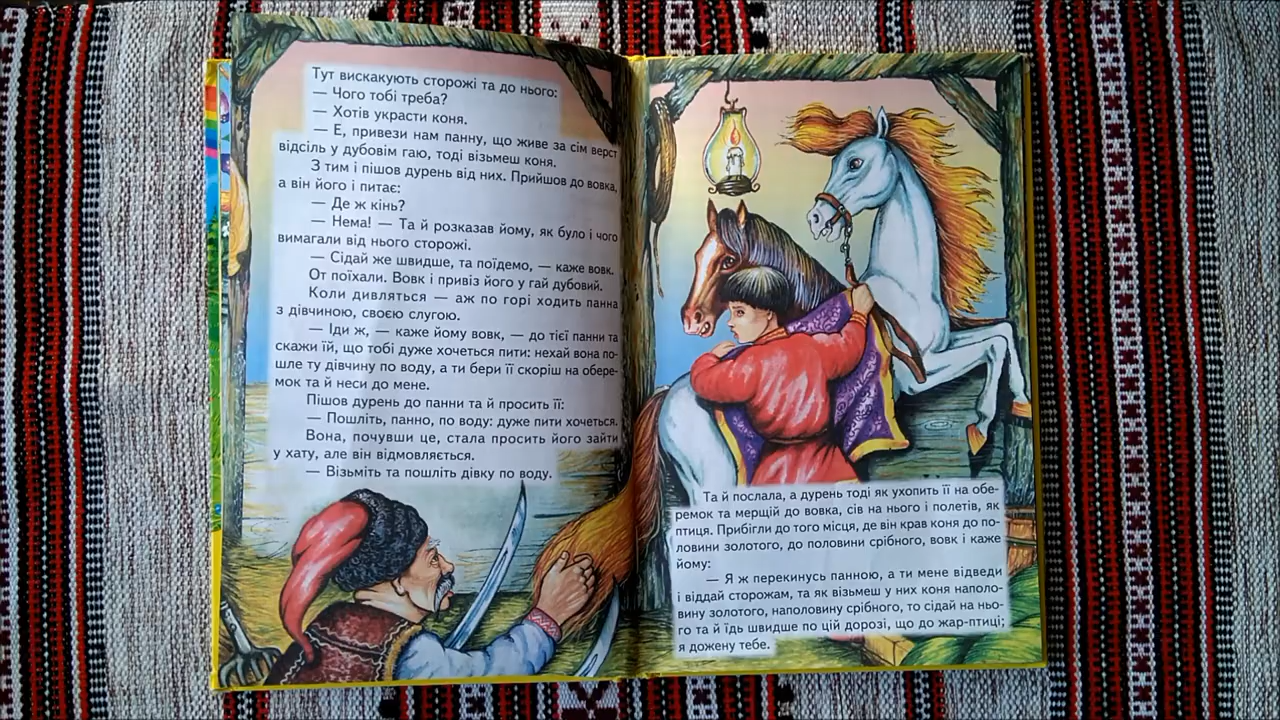 Тут вискакують сторожі та до нього:
— Чого тобі треба?
— Хотів украсти коня.
— Е, привези нам панну, що живе за сім верст
відсіль у дубовім гаю, тоді візьмеш коня.
З тим і пішов дурень від них. Прийшов до вовка,
а він його і питає:
— Де ж кінь?
— Нема! — Та й розказав йому, як було і чого
вимагали від нього сторожі.
— Сідай же швидше, та поїдемо, — каже вовк.
От поїхали. Вовк і привіз його у гай дубовий.
Коли дивляться — аж по горі ходить панна
з дівчиною, своєю слугою.
— Іди ж, — каже йому вовк, — до тієї панни та
скажи їй, що тобі дуже хочеться пити: нехай вона по-
шле ту дівчину по воду, а ти бери її скоріш на обере-
мок та й неси до мене.
Пішов дурень до панни та й просить її:
— Пошліть, панно, по воду: дуже пити хочеться.
Вона, почувши це, стала просить його зайти
у хату, але він відмовляється.
— Візьміть та пошліть дівку по воду.
Та й послала, а дурень тоді як ухопить її на обе-
ремок та мерщій до вовка, сів на нього і полетів, як
птиця. Прибігли до того місця, де він крав коня до по-
ловини золотого, до половини срібного, вовк і каже
йому:
— Я ж перекинусь панною, а ти мене відведи
і віддай сторожам, та як візьмеш у них коня наполо-
вину золотого, наполовину срібного, то сідай на ньо-
го та й їдь швидше по цій дорозі, що до жар-птиці;
я дожену тебе.